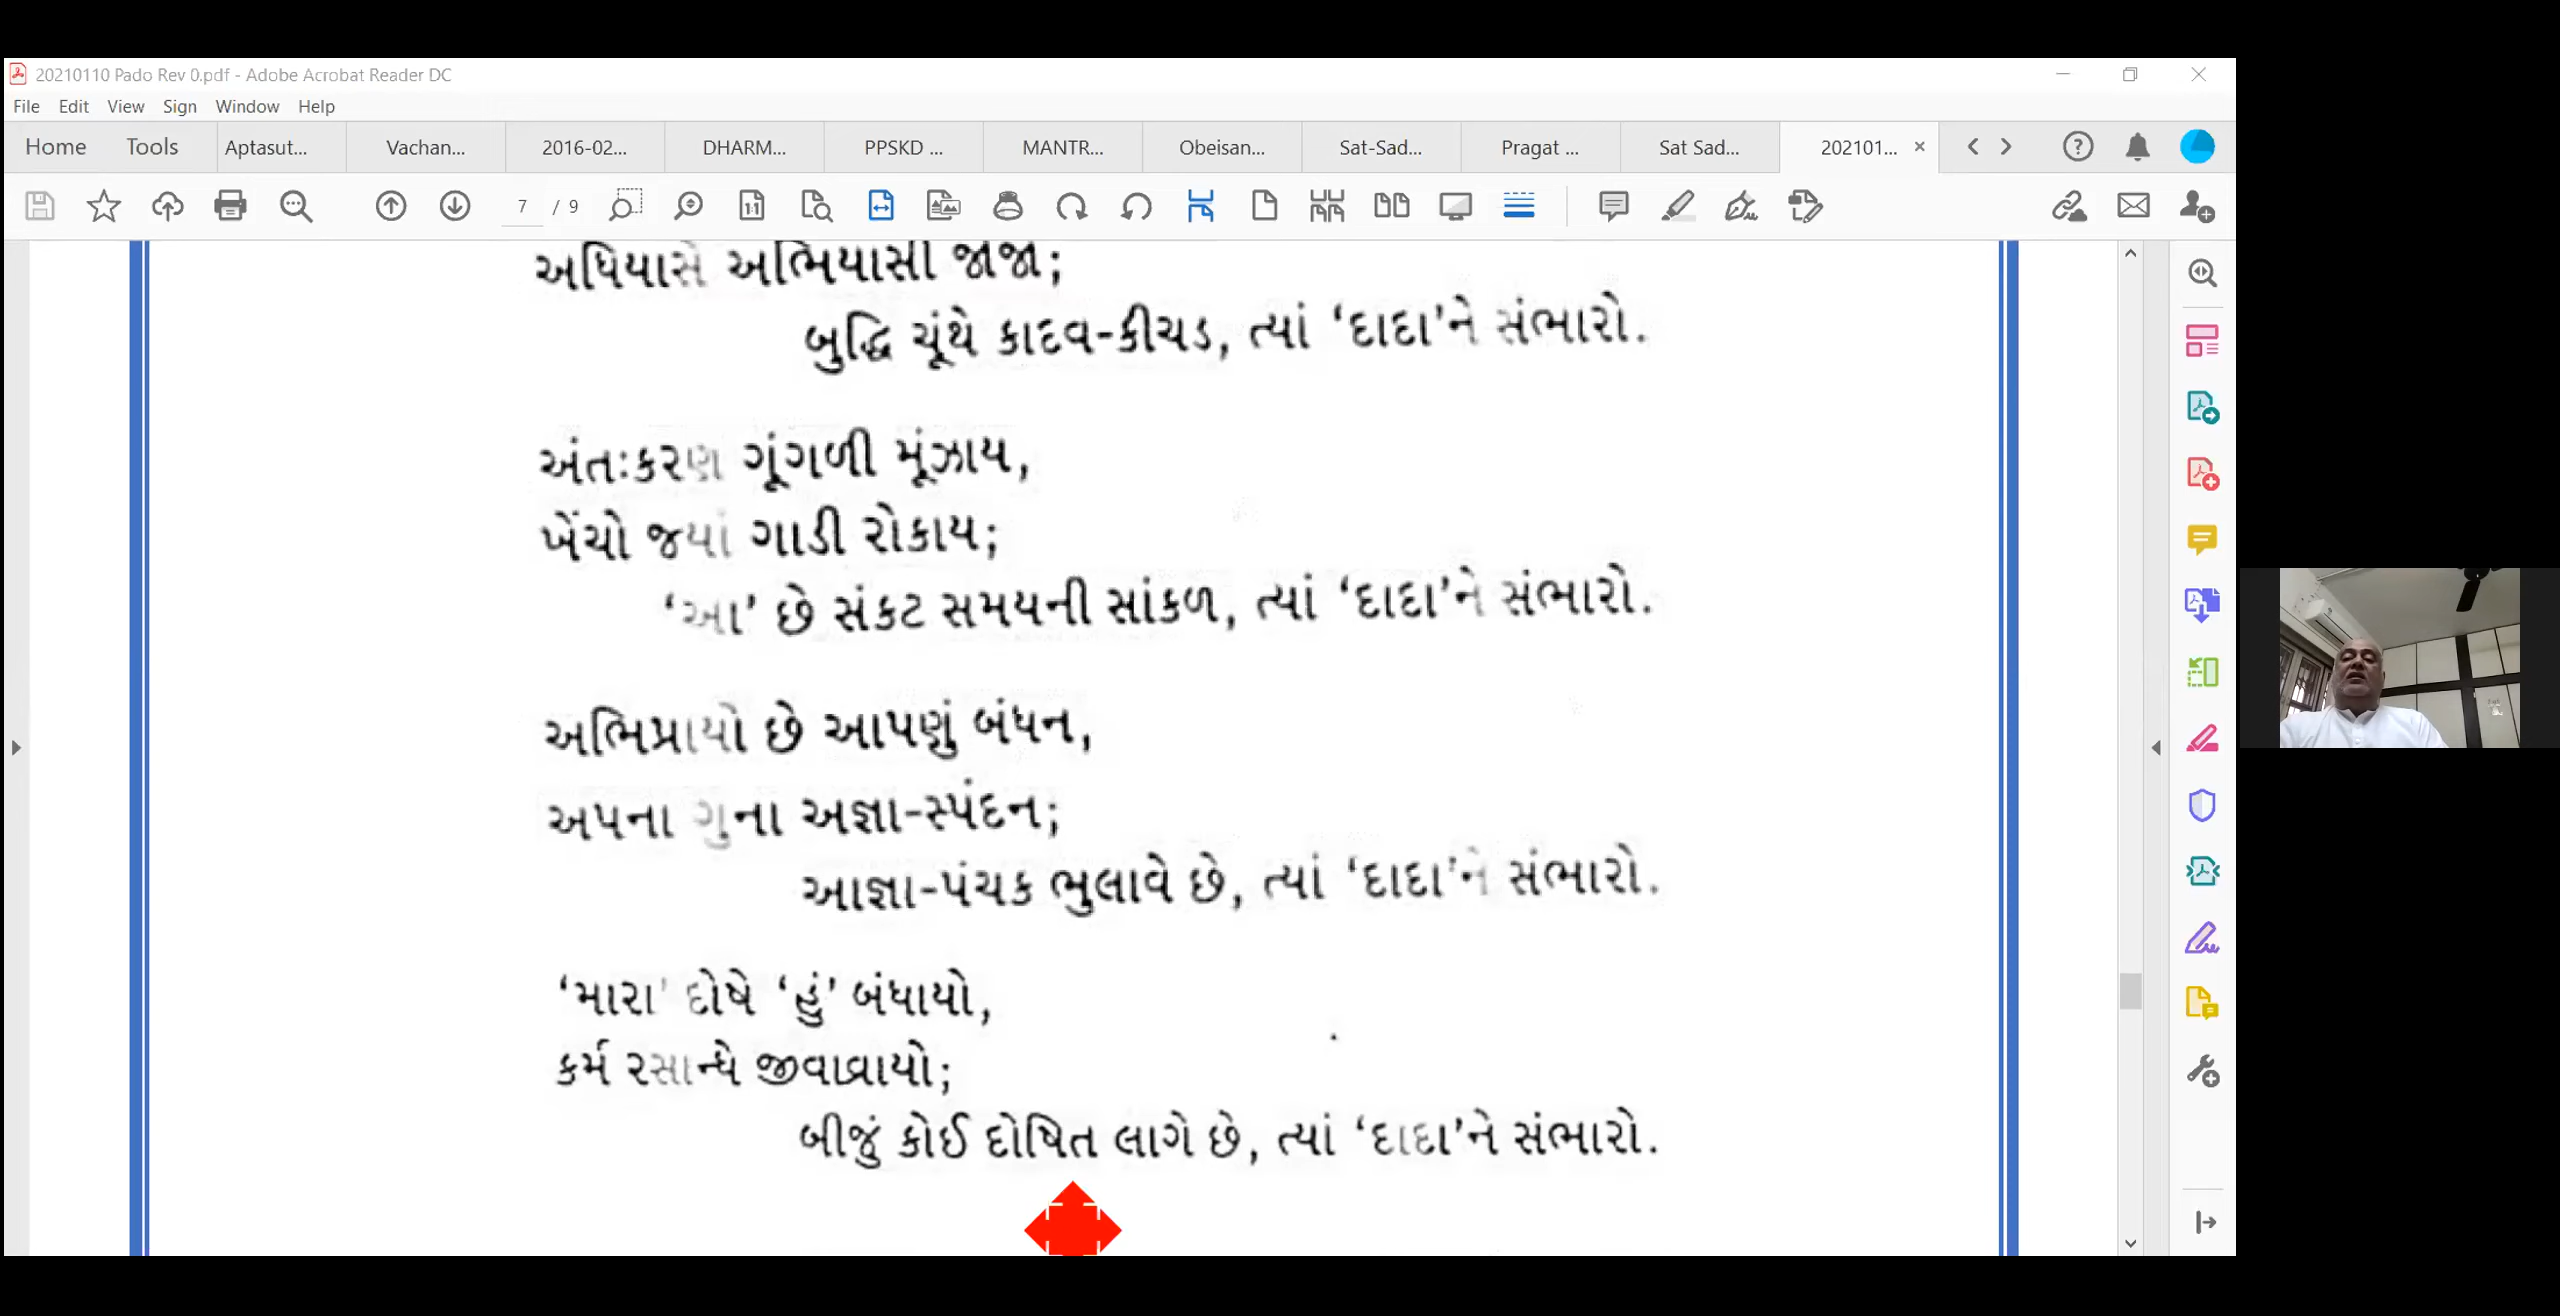 20210110 Pado Rev 0.pdf - Adobe Acrobat Reader DC
File Edit View Sign Window Help
Home Tools Aptasut... Vachan... 2016-02... DHARM... PPSKD ... MANTR... Obeisan... Sat-Sad... Pragat ... Sat Sad... 202101...
7 / 9
અધિયાસે અભિયાસી જાજા;
બુદ્ધિ ચૂંથે કાદવ-કીચડ, ત્યાં ‘દાદા’ને સંભારો.
અંતઃકરણ ગૂંગળી મૂંઝાય,
ખેંચો જ્યાં ગાડી રોકાય;
‘આ’ છે સંકટ સમયની સાંકળ, ત્યાં ‘દાદા’ને સંભારો.
અભિપ્રાયો છે આપણું બંધન,
અપના ગુના અજ્ઞા-સ્પંદન;
આજ્ઞા-પંચક ભુલાવે છે, ત્યાં ‘દાદા’ને સંભારો.
‘મારા’ દોષે ‘હું’ બંધાયો,
કર્મ રસાન્ધે જીવાવ્રાયો;
બીજું કોઈ દોષિત લાગે છે, ત્યાં ‘દાદા’ને સંભારો.